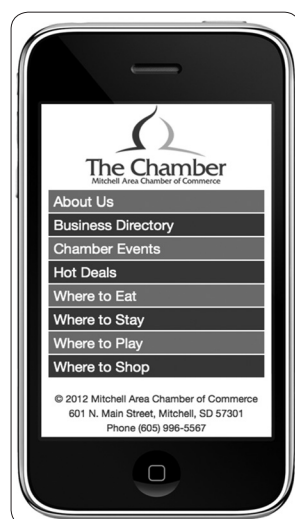 The Chamber
Mitchell Area Chamber of Commerce
About Us
Business Directory
Chamber Events
Hot Deals
Where to Eat
Where to Stay
Where to Play
Where to Shop
© 2012 Mitchell Area Chamber of Commerce
601 N. Main Street, Mitchell, SD 57301
Phone (605) 996-5567